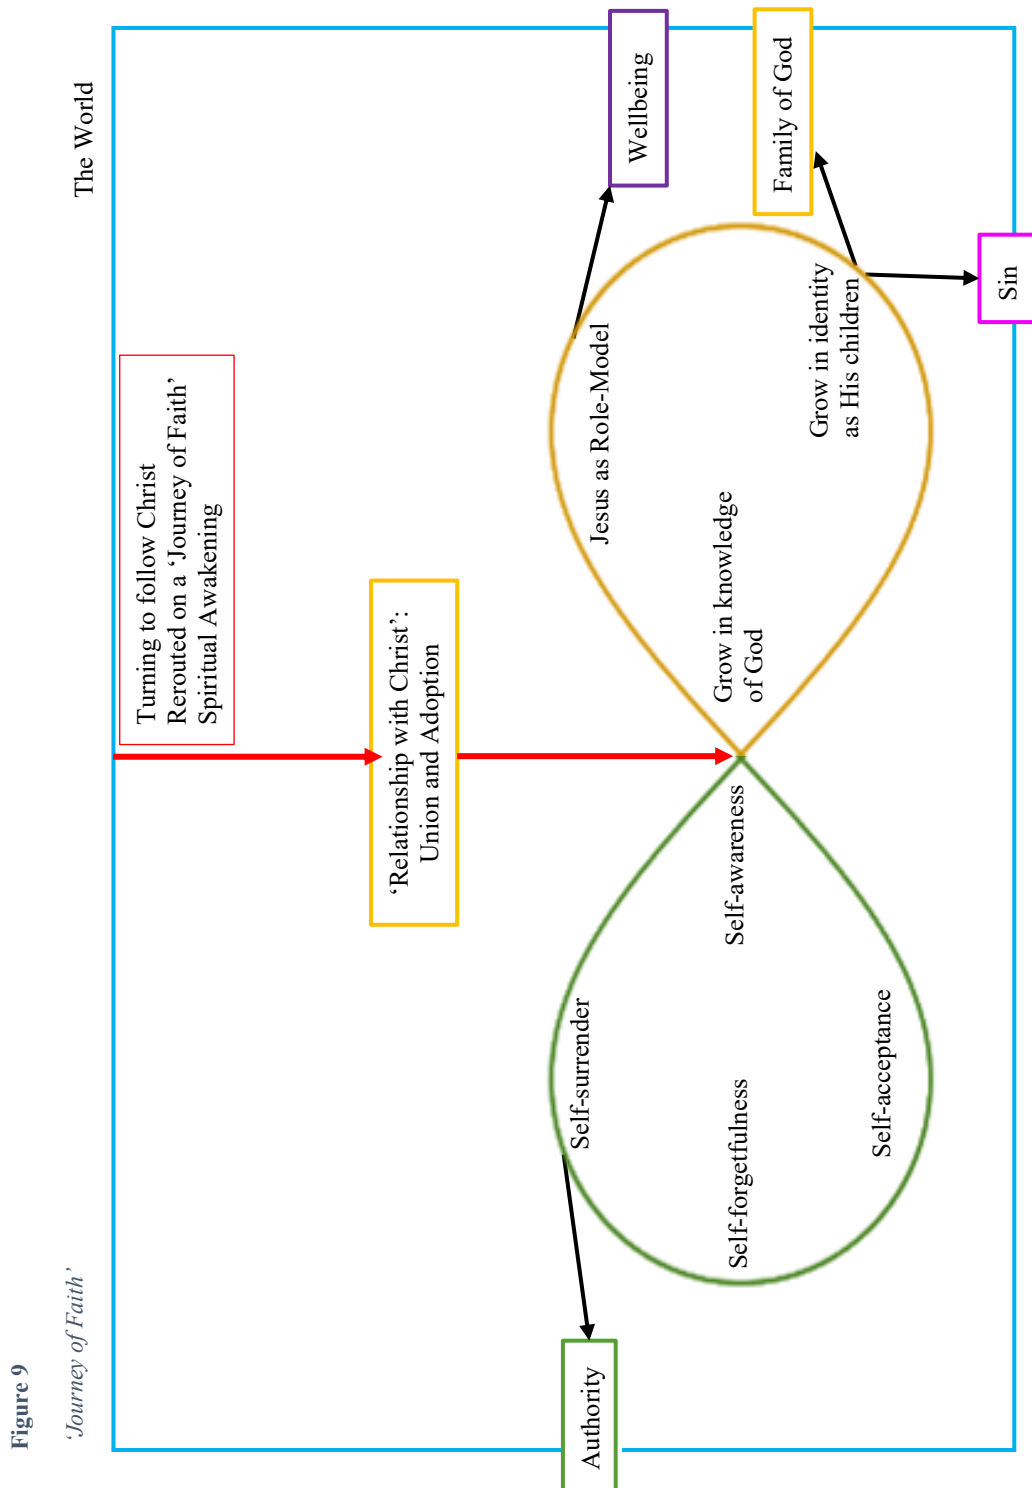 Figure 9
‘Journey of Faith’
The World
Turning to follow Christ
Rerouted on a ‘Journey of Faith’
Spiritual Awakening
‘Relationship with Christ’:
Union and Adoption
Authority
Self-surrender
Self-forgetfulness
Self-acceptance
Self-awareness
Grow in knowledge
of God
Jesus as Role-Model
Grow in identity
as His children
Wellbeing
Family of God
Sin